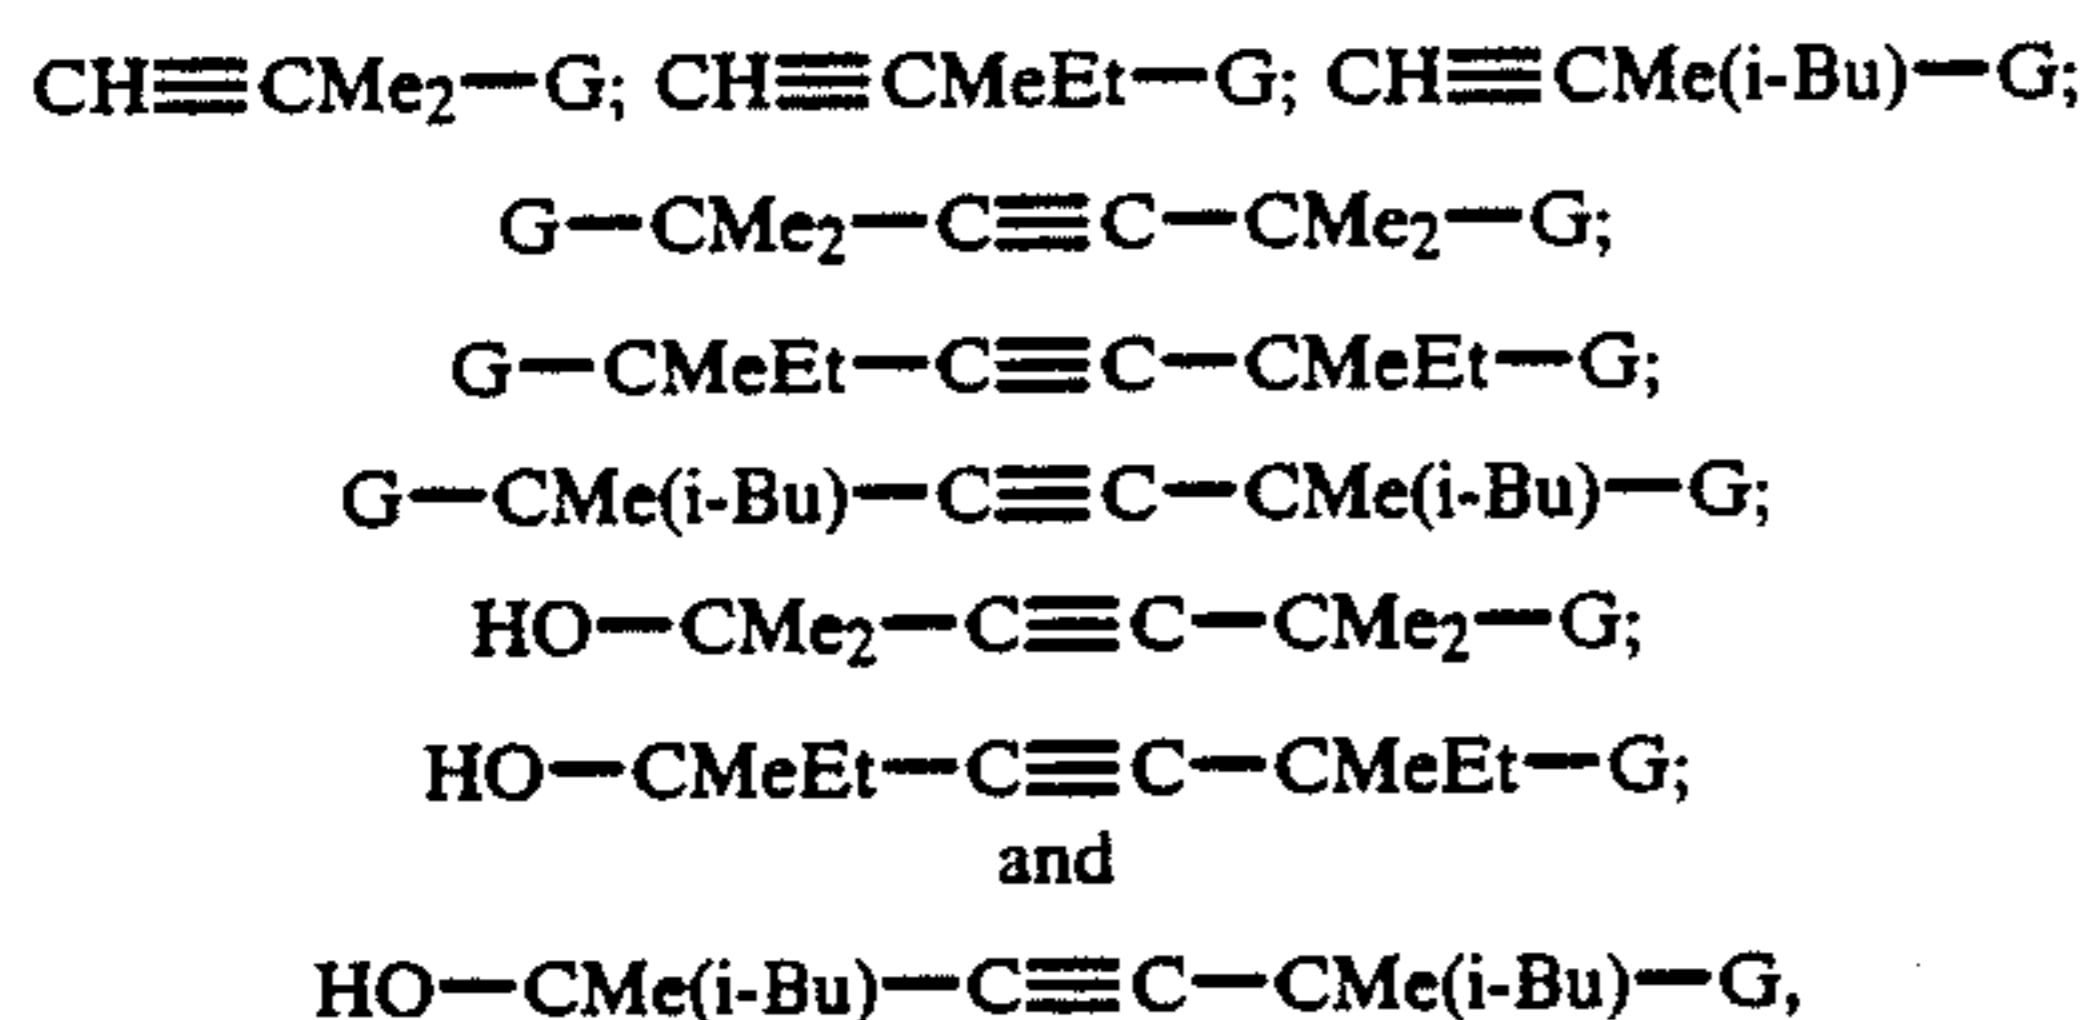 CH≡CMe₂—G; CH≡CMeEt—G; CH≡CMe(i-Bu)—G;
G—CMe₂—C≡C—CMe₂—G;
G—CMeEt—C≡C—CMeEt—G;
G—CMe(i-Bu)—C≡C—CMe(i-Bu)—G;
HO—CMe₂—C≡C—CMe₂—G;
HO—CMeEt—C≡C—CMeEt—G;
and
HO—CMe(i-Bu)—C≡C—CMe(i-Bu)—G,